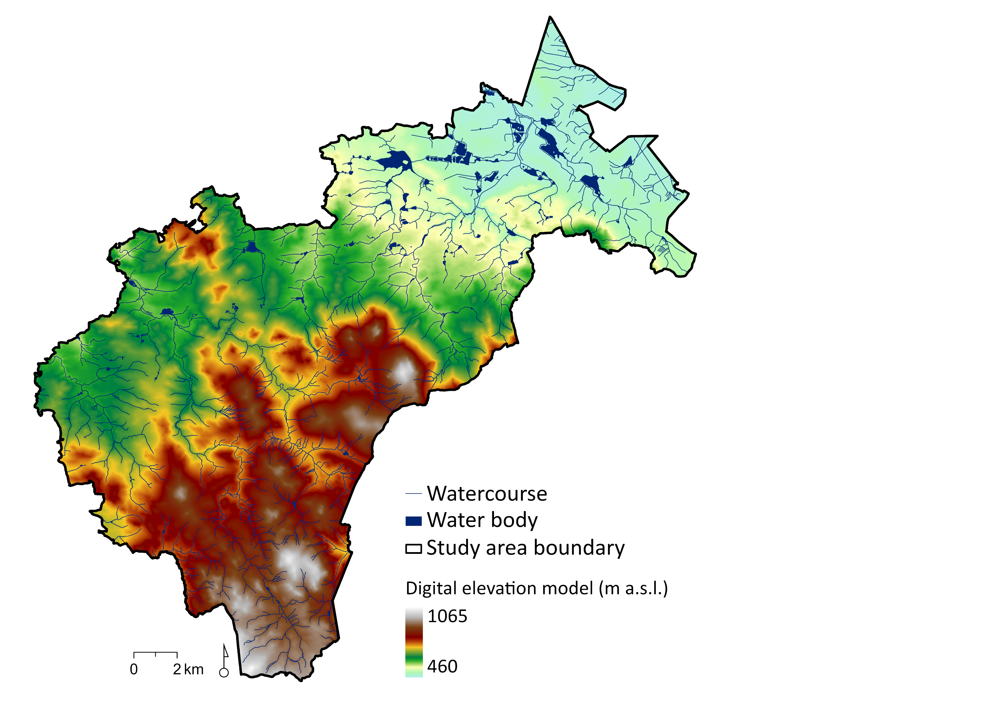 Watercourse
Water body
Study area boundary
Digital elevation model (m a.s.l.)
1065
460
0 2 km